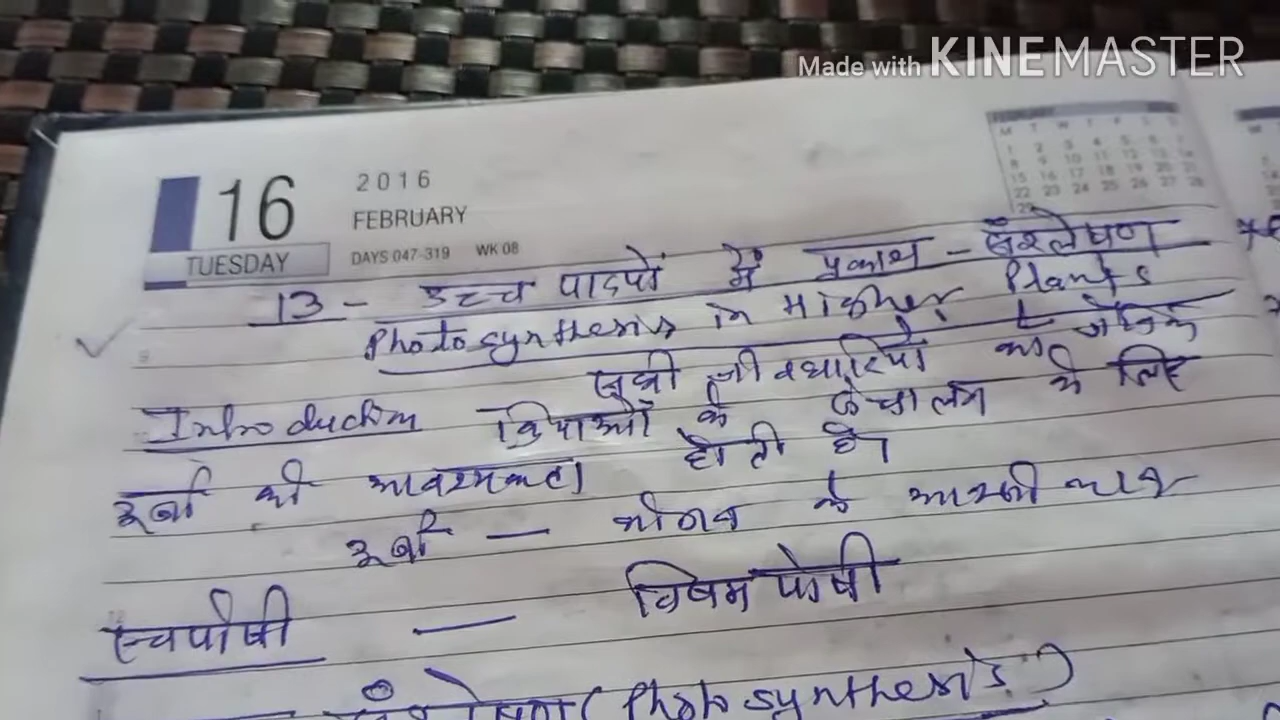 Made with KINEMASTER
16
TUESDAY
2016
FEBRUARY
DAYS 047-319 WK 08
FEBRUARY
13 - उच्च पादपों में प्रकाश - संश्लेषण
Photosynthesis in Higher Plants
सभी जीवधारियों को जैविक
Introduction क्रियाओं के संचालन के लिए
ऊर्जा की आवश्यकता होती है।
ऊर्जा — भोजन के
स्वपोषी — विषमपोषी
(Photosynthesis)